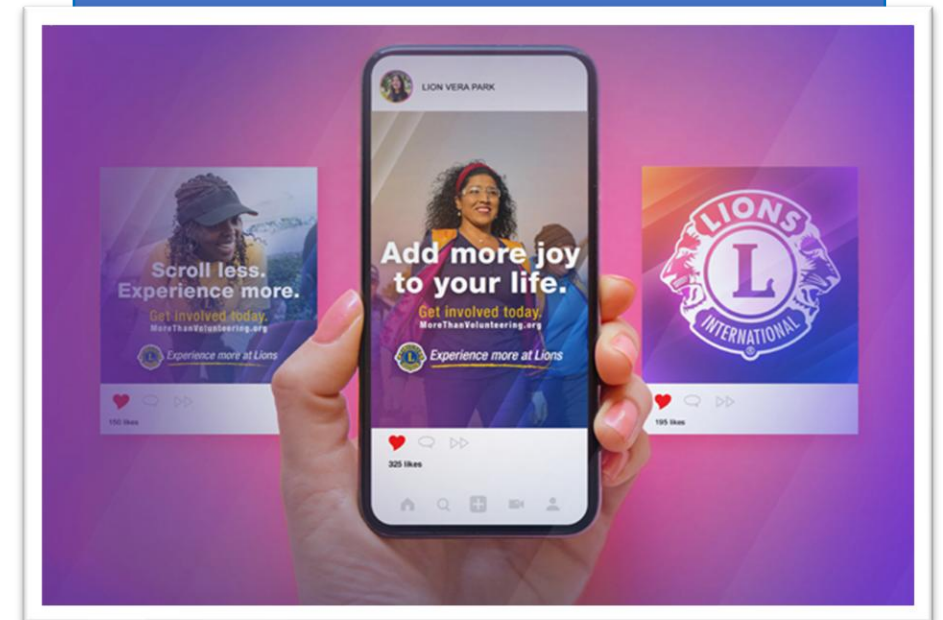 Scroll less.
Experience more.
Get involved today.
MoreThanVolunteering.org
L
Experience more at Lions
150 likes
LION VERA PARK
Add more joy
to your life.
Get involved today.
MoreThanVolunteering.org
L
Experience more at Lions
325 likes
LIONS
L
INTERNATIONAL
®
195 likes